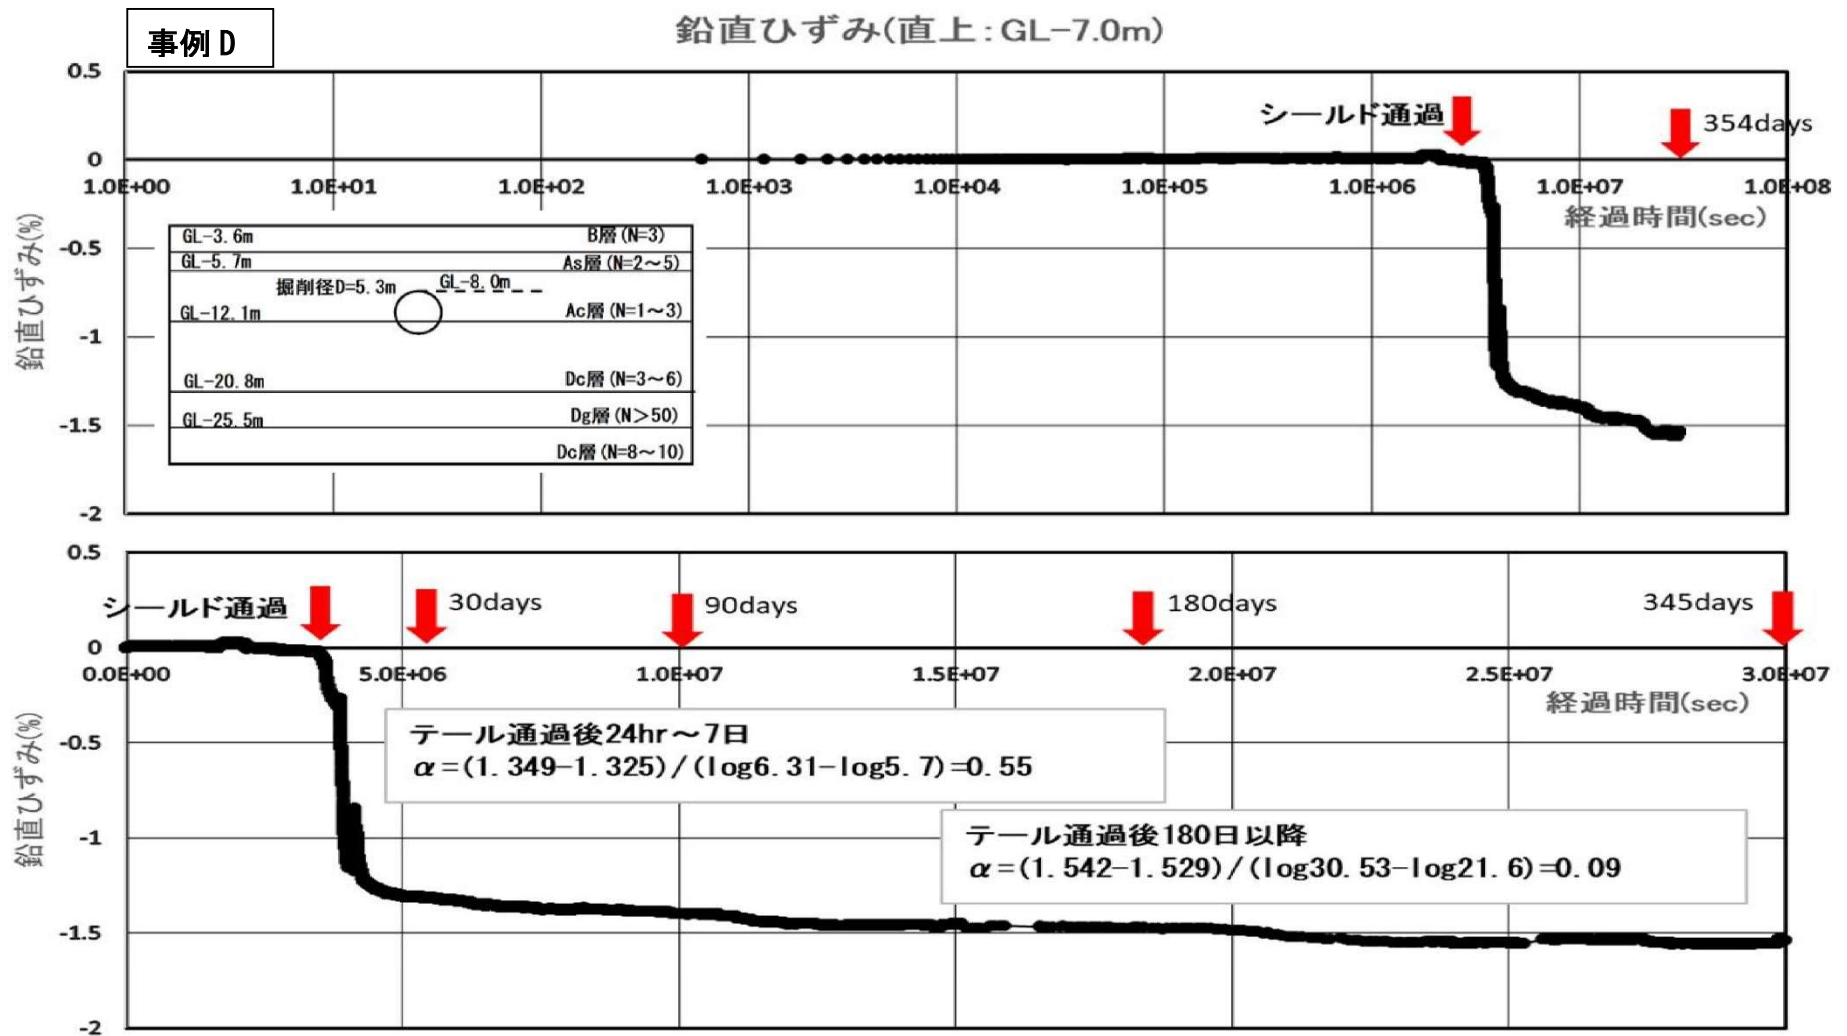 事例D
鉛直ひずみ(直上:GL-7.0m)
0.5
0
-0.5
-1
-1.5
-2
鉛直ひずみ(%)
シールド通過
354days
1.0E+00 1.0E+01 1.0E+02 1.0E+03 1.0E+04 1.0E+05 1.0E+06 1.0E+07 1.0E+08
経過時間(sec)
GL-3.6m B層(N=3)
GL-5.7m As層(N=2～5)
掘削径D=5.3m GL-8.0m
GL-12.1m Ac層(N=1～3)
GL-20.8m Dc層(N=3～6)
GL-25.5m Dg層(N＞50)
Dc層(N=8～10)
0.5
0
-0.5
-1
-1.5
-2
鉛直ひずみ(%)
シールド通過 30days 90days 180days 345days
0.0E+00 5.0E+06 1.0E+07 1.5E+07 2.0E+07 2.5E+07 3.0E+07
経過時間(sec)
テール通過後24hr～7日
α=(1.349-1.325)/(log6.31-log5.7)=0.55
テール通過後180日以降
α=(1.542-1.529)/(log30.53-log21.6)=0.09